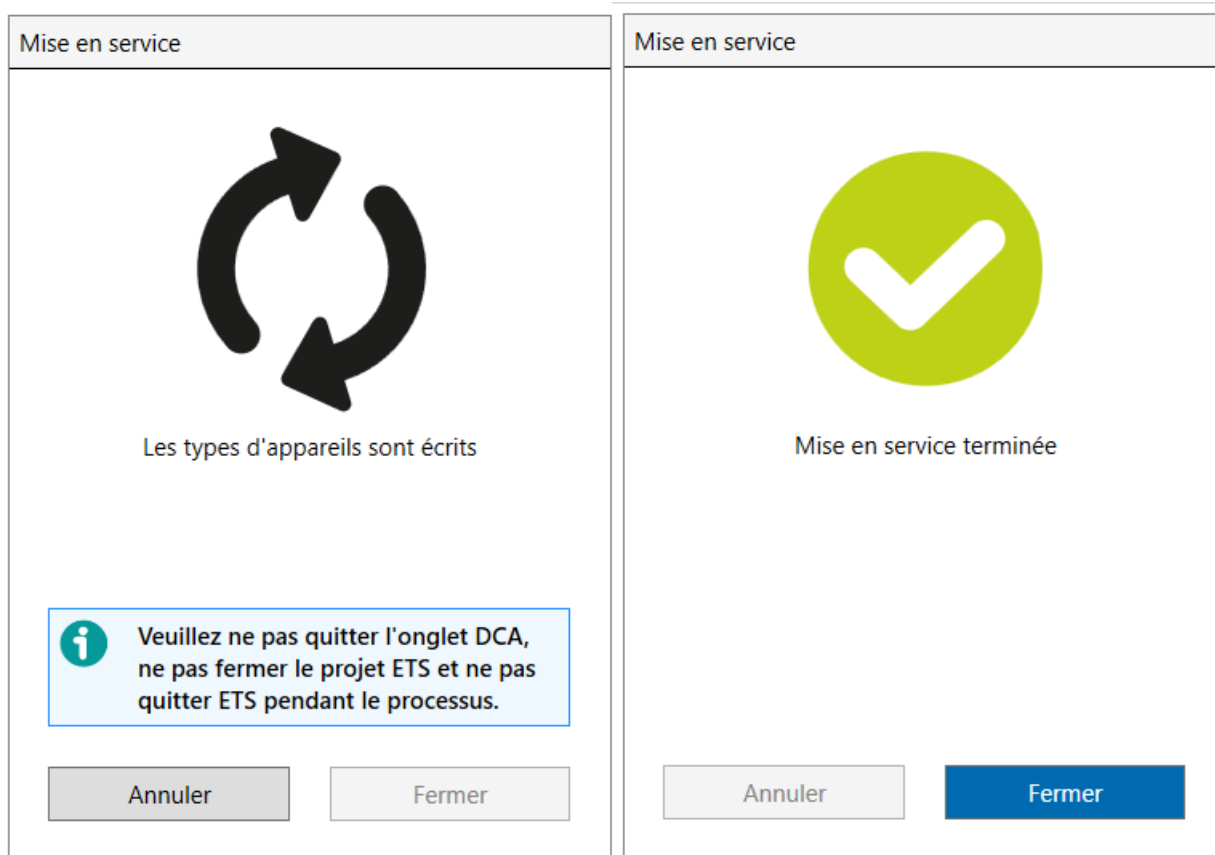 Mise en service
Les types d'appareils sont écrits
Veuillez ne pas quitter l'onglet DCA,
ne pas fermer le projet ETS et ne pas
quitter ETS pendant le processus.
Annuler
Fermer
Mise en service
Mise en service terminée
Annuler
Fermer